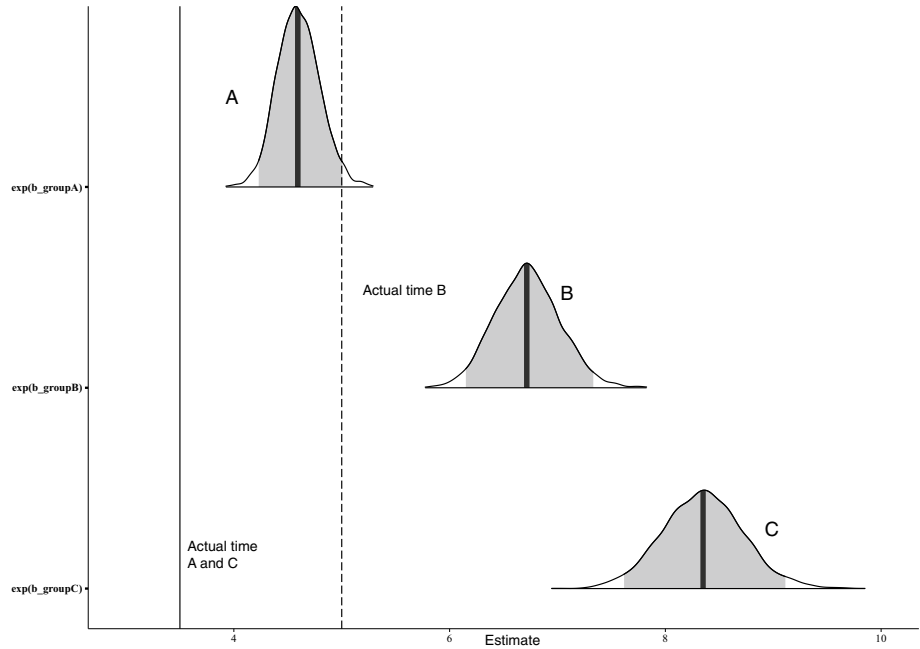 A
exp(b_groupA)
Actual time B
B
exp(b_groupB)
C
Actual time
A and C
exp(b_groupC)
4
6
8
10
Estimate